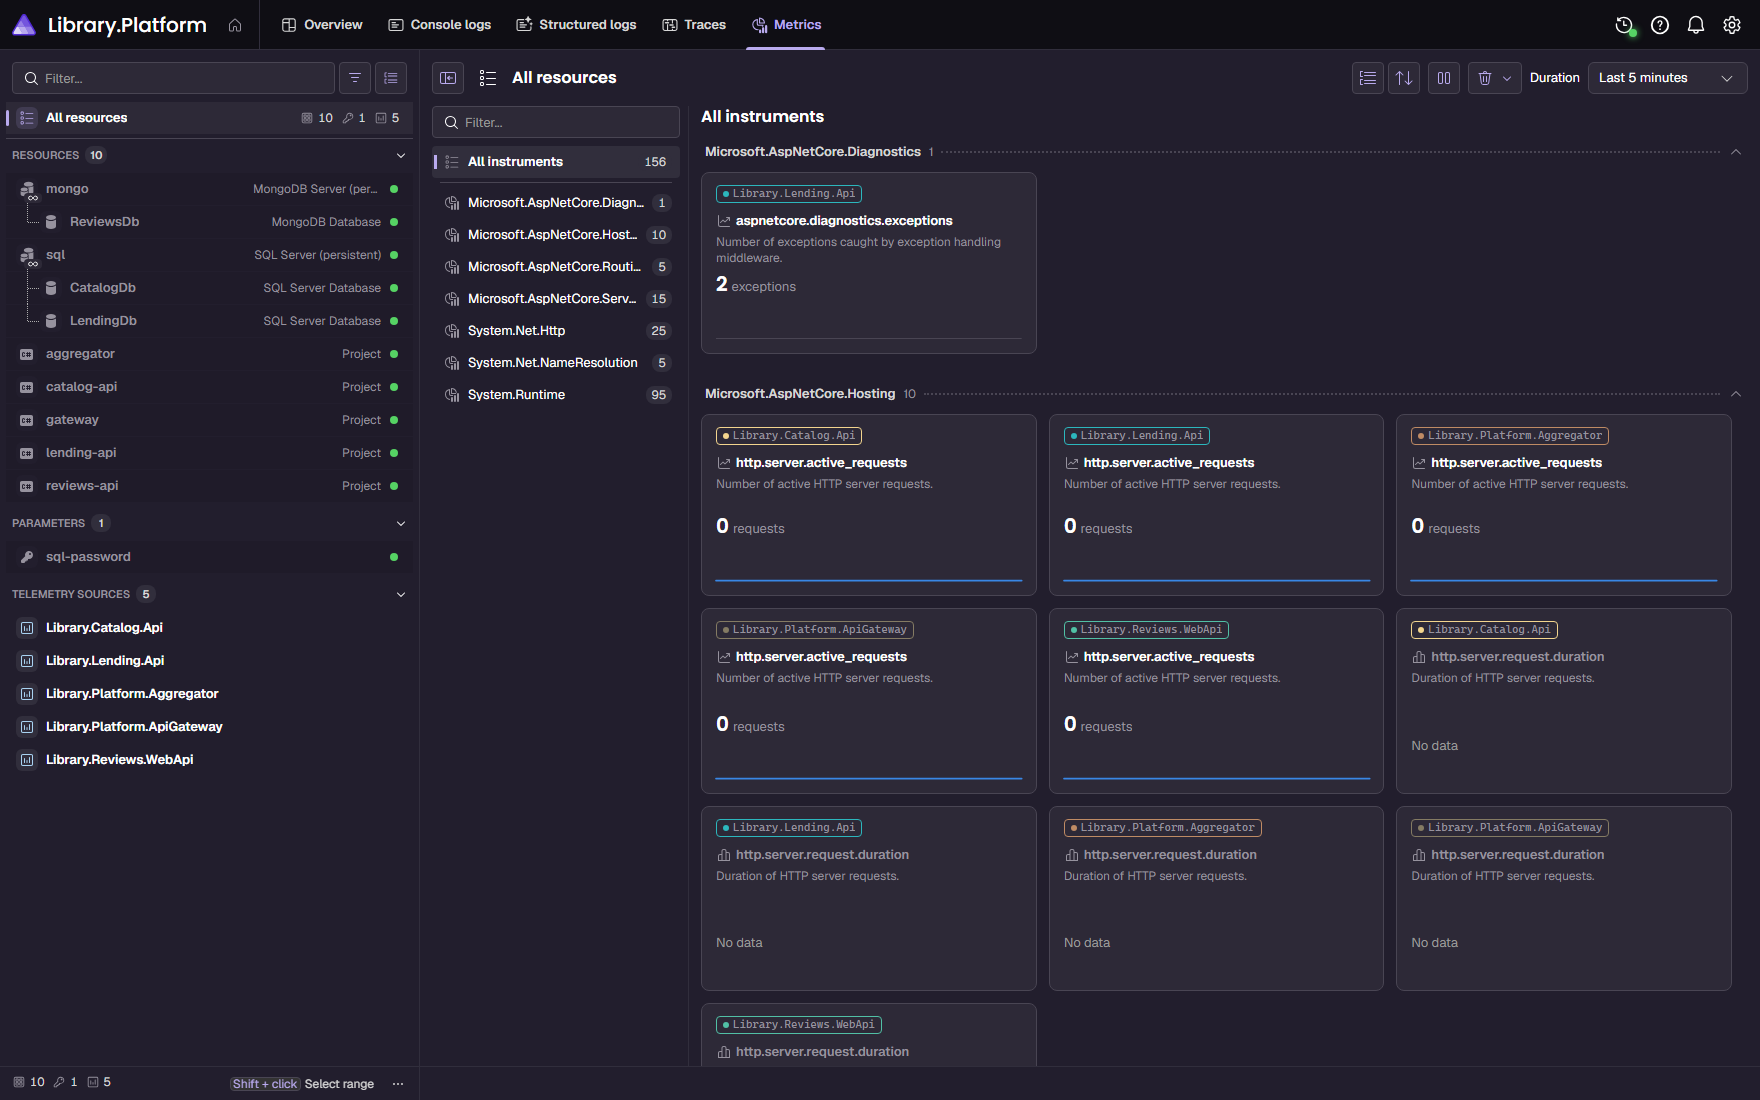 Library.Platform
Overview
Console logs
Structured logs
Traces
Metrics
Filter...
All resources
10
1
5
RESOURCES 10
mongo MongoDB Server (per...
ReviewsDb MongoDB Database
sql SQL Server (persistent)
CatalogDb SQL Server Database
LendingDb SQL Server Database
aggregator Project
catalog-api Project
gateway Project
lending-api Project
reviews-api Project
PARAMETERS 1
sql-password
TELEMETRY SOURCES 5
Library.Catalog.Api
Library.Lending.Api
Library.Platform.Aggregator
Library.Platform.ApiGateway
Library.Reviews.WebApi
10 1 5
Shift + click Select range
All resources
Duration
Last 5 minutes
Filter...
All instruments 156
Microsoft.AspNetCore.Diagn... 1
Microsoft.AspNetCore.Host... 10
Microsoft.AspNetCore.Routi... 5
Microsoft.AspNetCore.Serv... 15
System.Net.Http 25
System.Net.NameResolution 5
System.Runtime 95
All instruments
Microsoft.AspNetCore.Diagnostics 1
Library.Lending.Api
aspnetcore.diagnostics.exceptions
Number of exceptions caught by exception handling
middleware.
2 exceptions
Microsoft.AspNetCore.Hosting 10
Library.Catalog.Api
http.server.active_requests
Number of active HTTP server requests.
0 requests
Library.Lending.Api
http.server.active_requests
Number of active HTTP server requests.
0 requests
Library.Platform.Aggregator
http.server.active_requests
Number of active HTTP server requests.
0 requests
Library.Platform.ApiGateway
http.server.active_requests
Number of active HTTP server requests.
0 requests
Library.Reviews.WebApi
http.server.active_requests
Number of active HTTP server requests.
0 requests
Library.Catalog.Api
http.server.request.duration
Duration of HTTP server requests.
No data
Library.Lending.Api
http.server.request.duration
Duration of HTTP server requests.
No data
Library.Platform.Aggregator
http.server.request.duration
Duration of HTTP server requests.
No data
Library.Platform.ApiGateway
http.server.request.duration
Duration of HTTP server requests.
No data
Library.Reviews.WebApi
http.server.request.duration